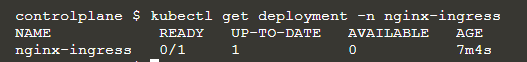 controlplane $ kubectl get deployment -n nginx-ingress
NAME READY UP-TO-DATE AVAILABLE AGE
nginx-ingress 0/1 1 0 7m4s